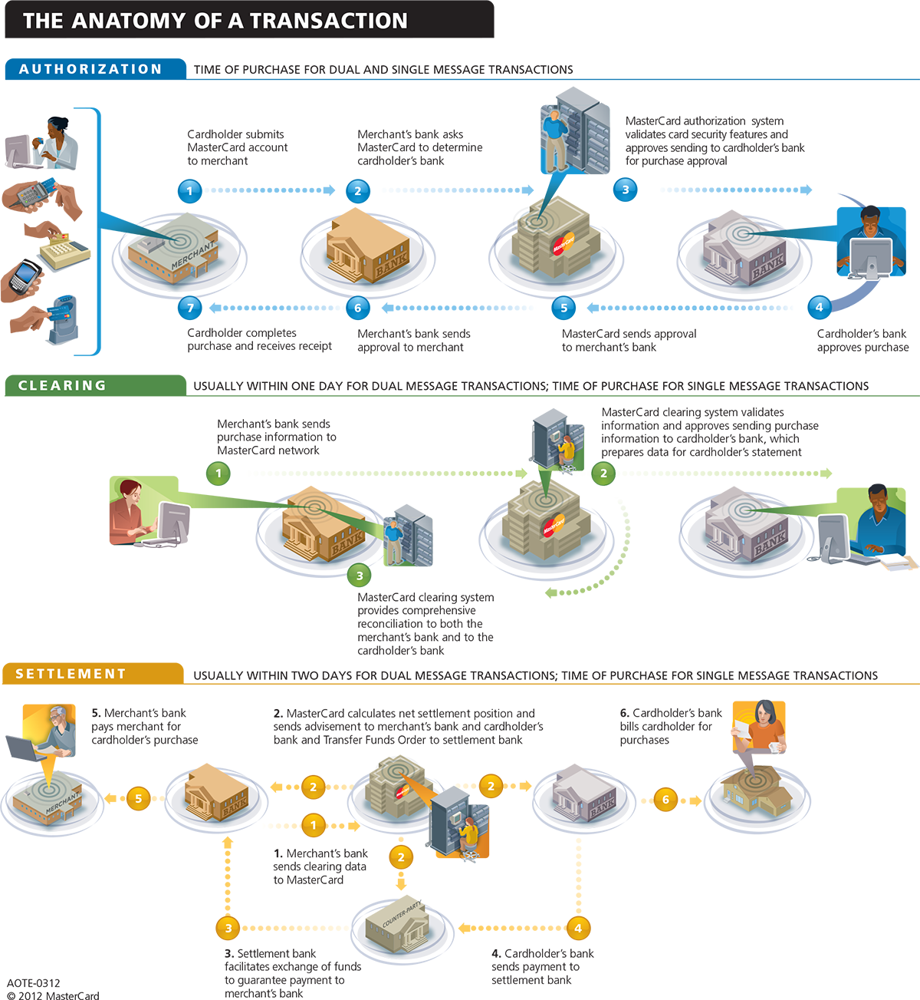 THE ANATOMY OF A TRANSACTION
AUTHORIZATION
TIME OF PURCHASE FOR DUAL AND SINGLE MESSAGE TRANSACTIONS
Cardholder submits
MasterCard account
to merchant
Merchant's bank asks
MasterCard to determine
cardholder's bank
MasterCard authorization system
validates card security features and
approves sending to cardholder's bank
for purchase approval
1
2
3
MERCHANT
BANK
MasterCard
BANK
7
6
5
4
Cardholder completes
purchase and receives receipt
Merchant's bank sends
approval to merchant
MasterCard sends approval
to merchant's bank
Cardholder's bank
approves purchase
CLEARING
USUALLY WITHIN ONE DAY FOR DUAL MESSAGE TRANSACTIONS; TIME OF PURCHASE FOR SINGLE MESSAGE TRANSACTIONS
Merchant's bank sends
purchase information to
MasterCard network
MasterCard clearing system validates
information and approves sending purchase
information to cardholder's bank, which
prepares data for cardholder's statement
1
2
BANK
MasterCard
BANK
3
MasterCard clearing system
provides comprehensive
reconciliation to both the
merchant's bank and to the
cardholder's bank
SETTLEMENT
USUALLY WITHIN TWO DAYS FOR DUAL MESSAGE TRANSACTIONS; TIME OF PURCHASE FOR SINGLE MESSAGE TRANSACTIONS
5. Merchant's bank
pays merchant for
cardholder's purchase
2. MasterCard calculates net settlement position and
sends advisement to merchant's bank and cardholder's
bank and Transfer Funds Order to settlement bank
6. Cardholder's bank
bills cardholder for
purchases
MERCHANT
5
BANK
2
MasterCard
2
BANK
6
1
1. Merchant's bank
sends clearing data
to MasterCard
2
COUNTER-PARTY
3
4
3. Settlement bank
facilitates exchange of funds
to guarantee payment to
merchant's bank
4. Cardholder's bank
sends payment to
settlement bank
AOTE-0312
© 2012 MasterCard